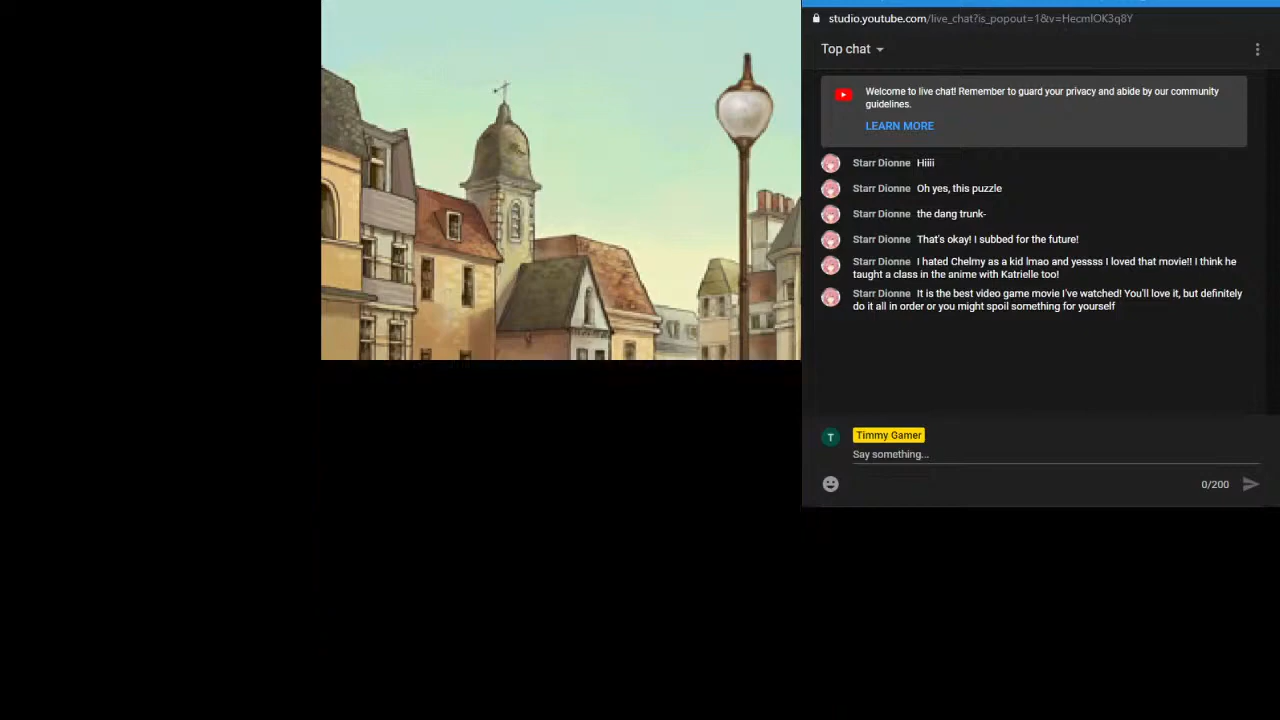 studio.youtube.com/live_chat?is_popout=1&v=HecmlOK3q8Y
Top chat
Welcome to live chat! Remember to guard your privacy and abide by our community
guidelines.
LEARN MORE
Starr Dionne Hiiii
Starr Dionne Oh yes, this puzzle
Starr Dionne the dang trunk-
Starr Dionne That's okay! I subbed for the future!
Starr Dionne I hated Chelmy as a kid lmao and yessss I loved that movie!! I think he
taught a class in the anime with Katrielle too!
Starr Dionne It is the best video game movie I've watched! You'll love it, but definitely
do it all in order or you might spoil something for yourself
T
Timmy Gamer
Say something...
0/200